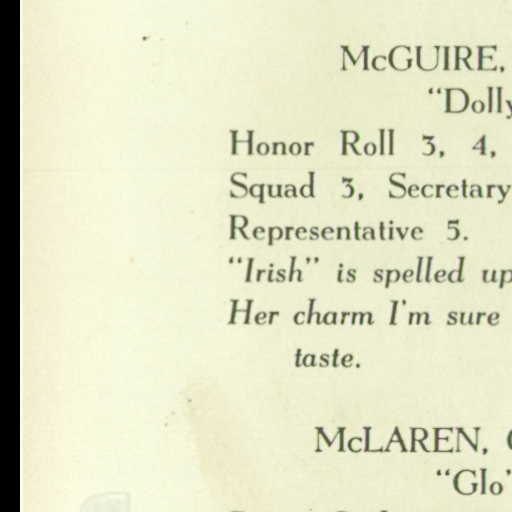 McGUIRE,
“Dolly
Honor Roll 3, 4,
Squad 3, Secretary
Representative 5.
“Irish” is spelled up
Her charm I’m sure
taste.
McLAREN,
“Glo”